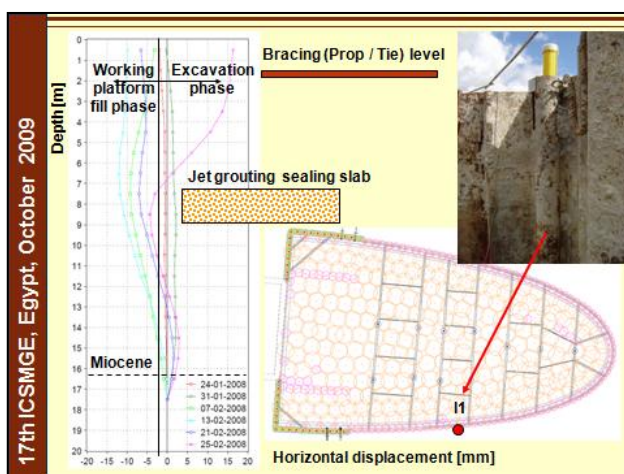 17th ICSMGE, Egypt, October 2009
Depth [m]
0
1
2
3
4
5
6
7
8
9
10
11
12
13
14
15
16
17
18
19
20
Working Excavation
platform phase
fill phase
Bracing (Prop / Tie) level
Jet grouting sealing slab
Miocene
24-01-2008
31-01-2008
07-02-2008
13-02-2008
21-02-2008
25-02-2008
-20 -15 -10 -5 0 5 10 15 20
I1
Horizontal displacement [mm]